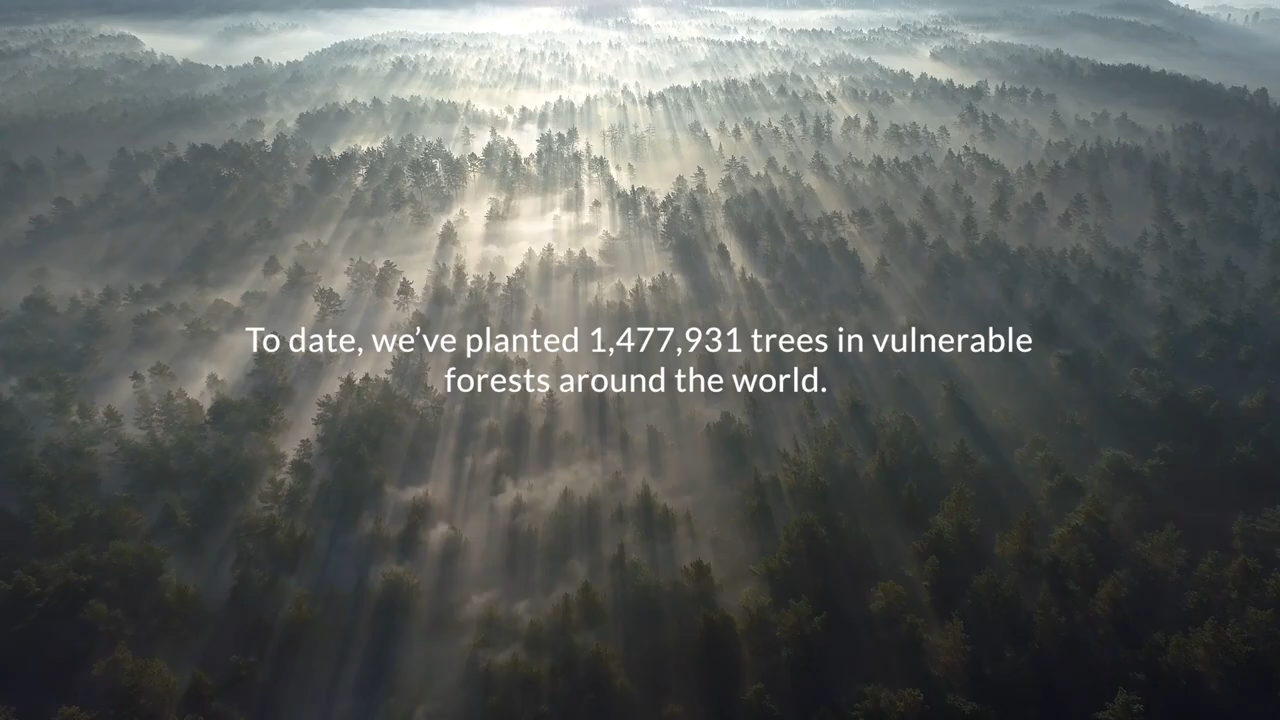 To date, we’ve planted 1,477,931 trees in vulnerable
forests around the world.